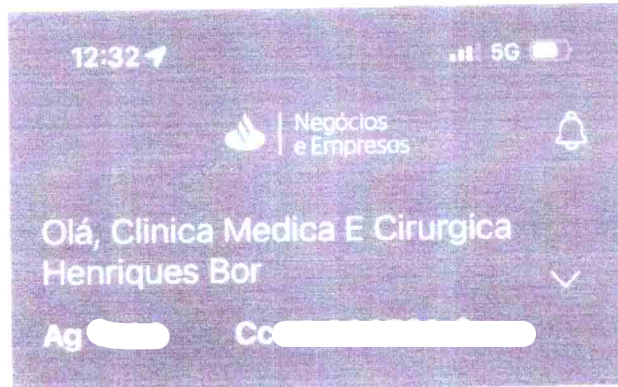 12:32
5G
Negócios
e Empresas
Olá, Clinica Medica E Cirurgica
Henriques Bor
Ag Cc